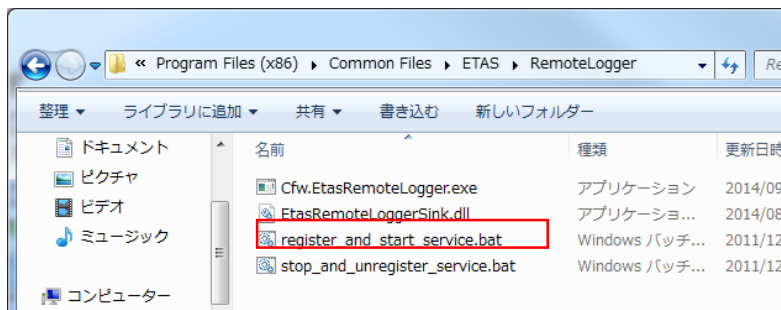 « Program Files (x86) ▸ Common Files ▸ ETAS ▸ RemoteLogger
Re
整理 ライブラリに追加 共有 書き込む 新しいフォルダー
ドキュメント
ピクチャ
ビデオ
ミュージック
コンピューター
名前 種類 更新日時
Cfw.EtasRemoteLogger.exe アプリケーション 2014/09
EtasRemoteLoggerSink.dll アプリケーショ... 2014/08
register_and_start_service.bat Windows バッチ... 2011/12
stop_and_unregister_service.bat Windows バッチ... 2011/12